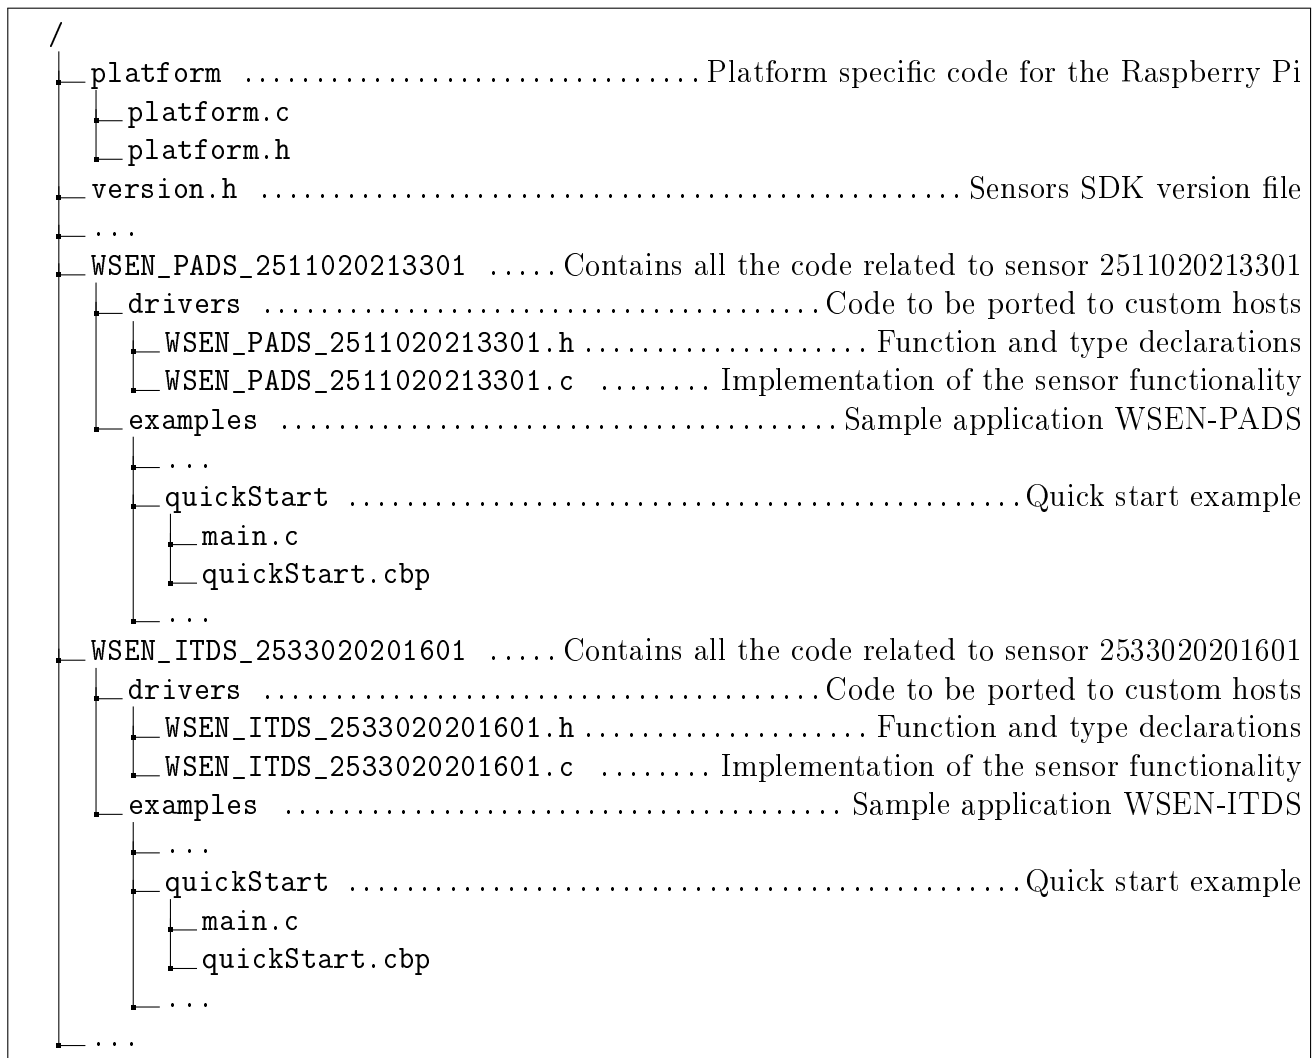 /
platform ................................ Platform specific code for the Raspberry Pi
platform.c
platform.h
version.h ................................................. Sensors SDK version file
...
WSEN_PADS_2511020213301 ..... Contains all the code related to sensor 2511020213301
drivers ....................................... Code to be ported to custom hosts
WSEN_PADS_2511020213301.h .................... Function and type declarations
WSEN_PADS_2511020213301.c ........ Implementation of the sensor functionality
examples ....................................... Sample application WSEN-PADS
...
quickStart ............................................... Quick start example
main.c
quickStart.cbp
...
WSEN_ITDS_2533020201601 ..... Contains all the code related to sensor 2533020201601
drivers ....................................... Code to be ported to custom hosts
WSEN_ITDS_2533020201601.h .................... Function and type declarations
WSEN_ITDS_2533020201601.c ........ Implementation of the sensor functionality
examples ....................................... Sample application WSEN-ITDS
...
quickStart ............................................... Quick start example
main.c
quickStart.cbp
...
...